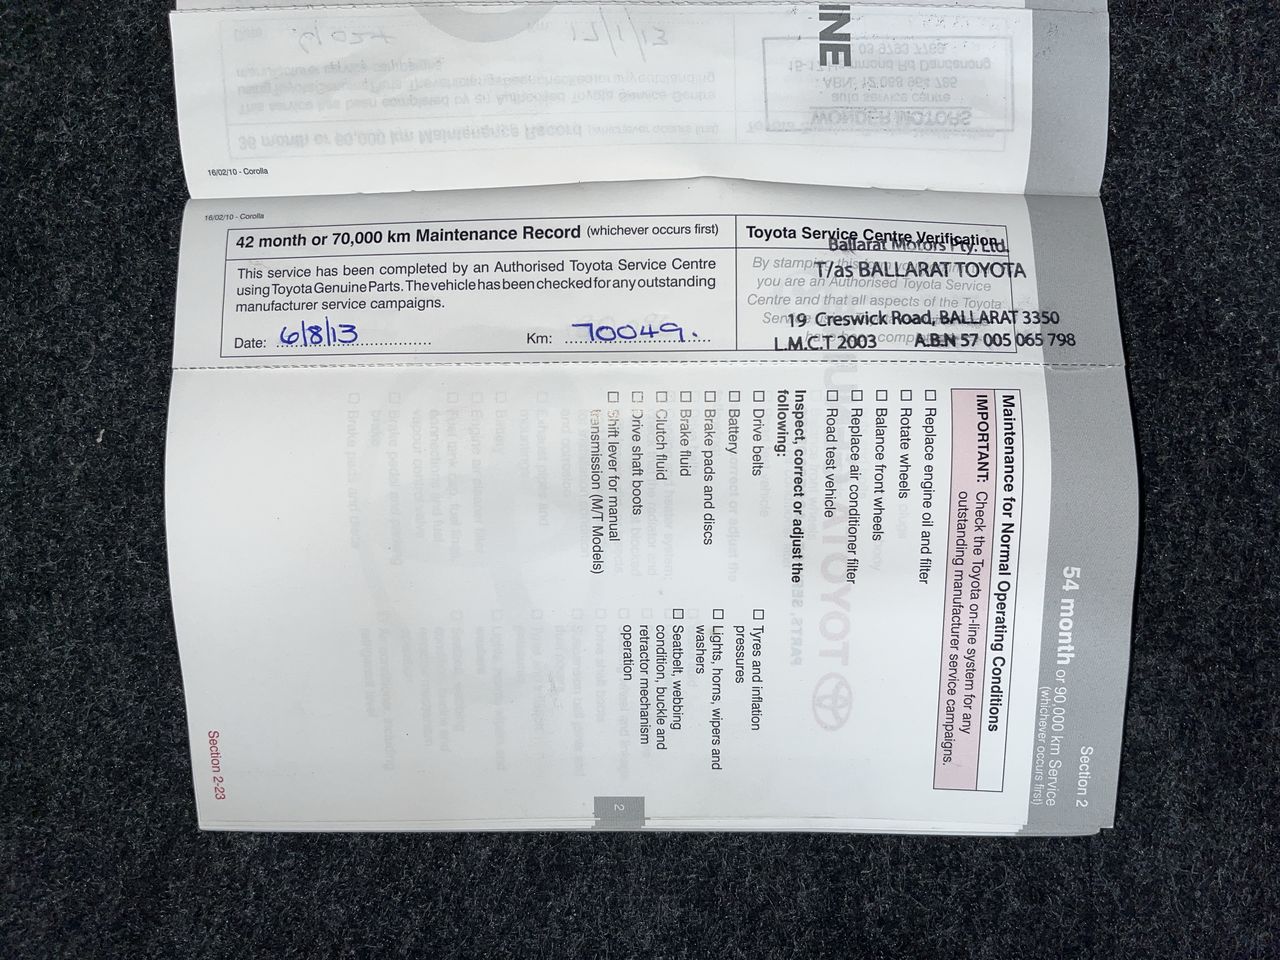 INE
16/02/10 - Corolla
16/02/10 - Corolla
42 month or 70,000 km Maintenance Record (whichever occurs first)
This service has been completed by an Authorised Toyota Service Centre
using Toyota Genuine Parts. The vehicle has been checked for any outstanding
manufacturer service campaigns.
Date: 6/8/13 Km: 70049.
Toyota Service Centre Verification
By stamping this
you are an Authorised Toyota Service
Centre and that all aspects of the Toyota
Ballarat Motors Pty. Ltd.
T/as BALLARAT TOYOTA
19 Creswick Road, BALLARAT 3350
L.M.C.T 2003 A.B.N 57 005 065 798
Section 2
54 month or 90,000 km Service
(whichever occurs first)
Maintenance for Normal Operating Conditions
IMPORTANT: Check the Toyota on-line system for any
outstanding manufacturer service campaigns.
☐ Replace engine oil and filter
☐ Rotate wheels
☐ Balance front wheels
☐ Replace air conditioner filter
☐ Road test vehicle
Inspect, correct or adjust the
following:
☐ Drive belts
☐ Battery
☐ Brake pads and discs
☐ Brake fluid
☐ Clutch fluid
☐ Drive shaft boots
☐ Shift lever for manual
transmission (M/T Models)
☐ Tyres and inflation
pressures
☐ Lights, horns, wipers and
washers
☐ Seatbelt, webbing
condition, buckle and
retractor mechanism
operation
2
Section 2-23